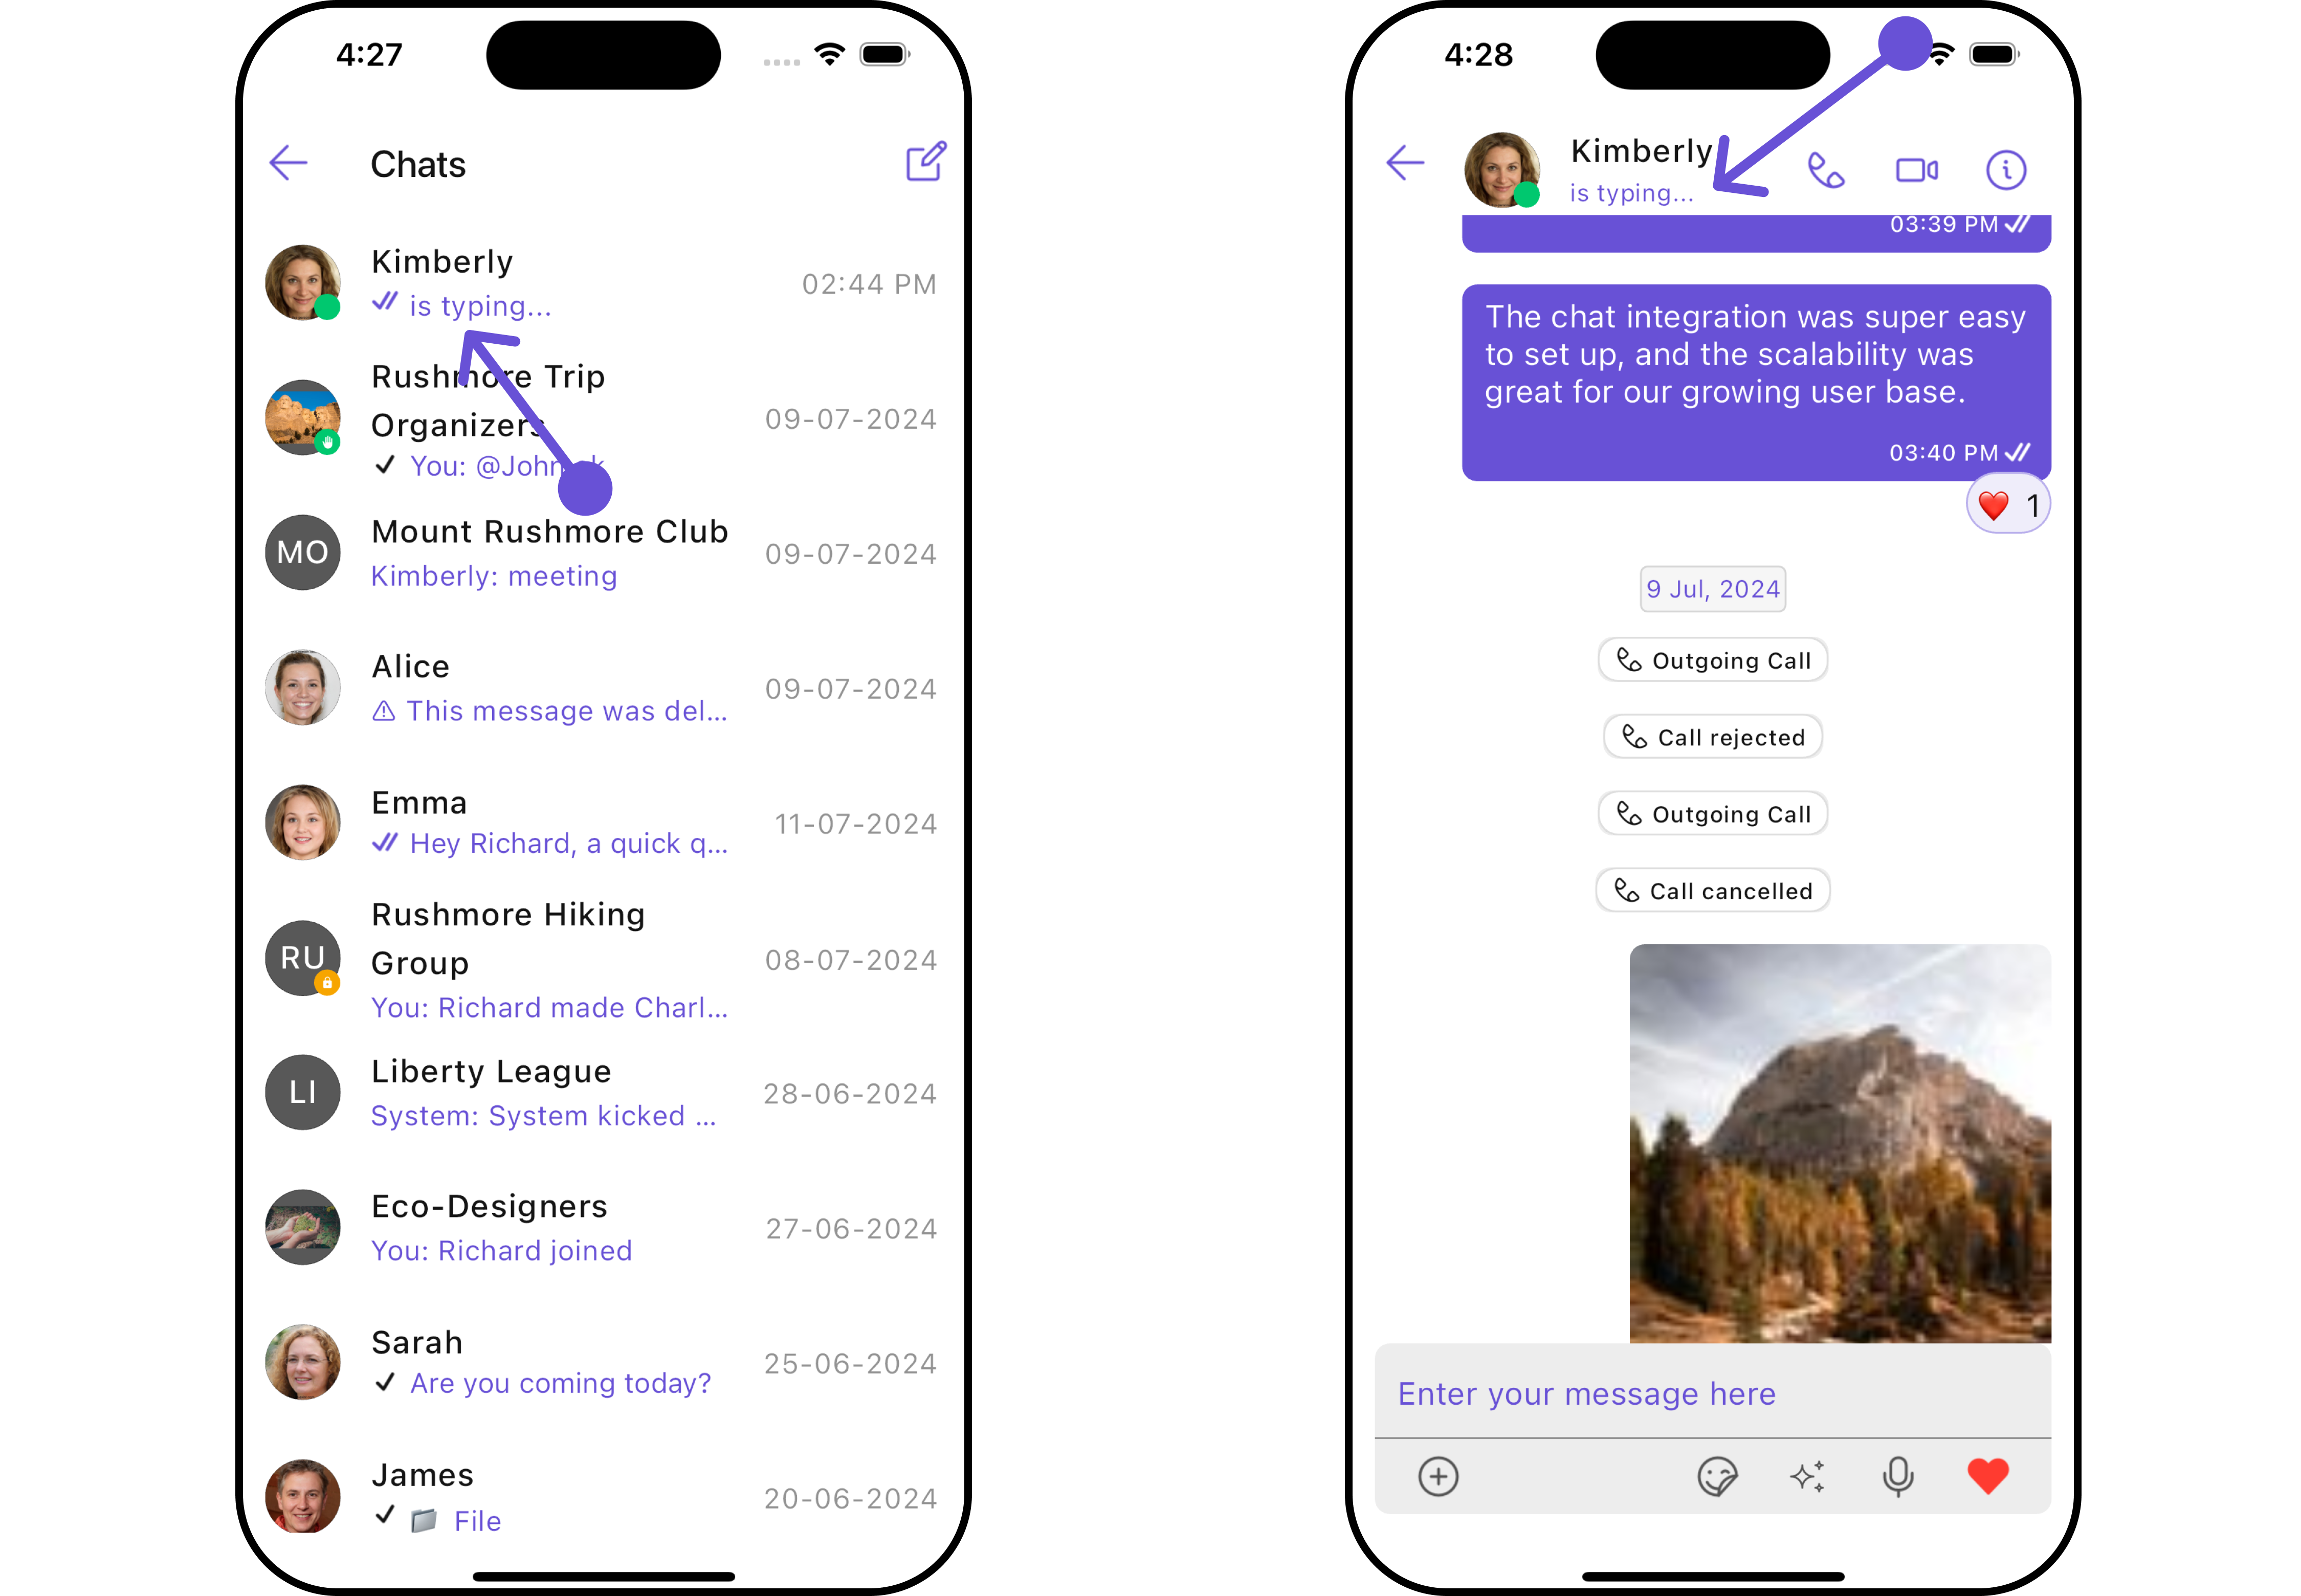 4:27
Chats
Kimberly
is typing...
02:44 PM
Rushmore Trip
Organizers
09-07-2024
You: @John
MO
Mount Rushmore Club
09-07-2024
Kimberly: meeting
Alice
09-07-2024
This message was del...
Emma
11-07-2024
Hey Richard, a quick q...
RU
Rushmore Hiking
Group
08-07-2024
You: Richard made Charl...
LI
Liberty League
28-06-2024
System: System kicked ...
Eco-Designers
27-06-2024
You: Richard joined
Sarah
25-06-2024
Are you coming today?
James
20-06-2024
File
4:28
Kimberly
is typing...
03:39 PM
The chat integration was super easy
to set up, and the scalability was
great for our growing user base.
03:40 PM
1
9 Jul, 2024
Outgoing Call
Call rejected
Outgoing Call
Call cancelled
Enter your message here